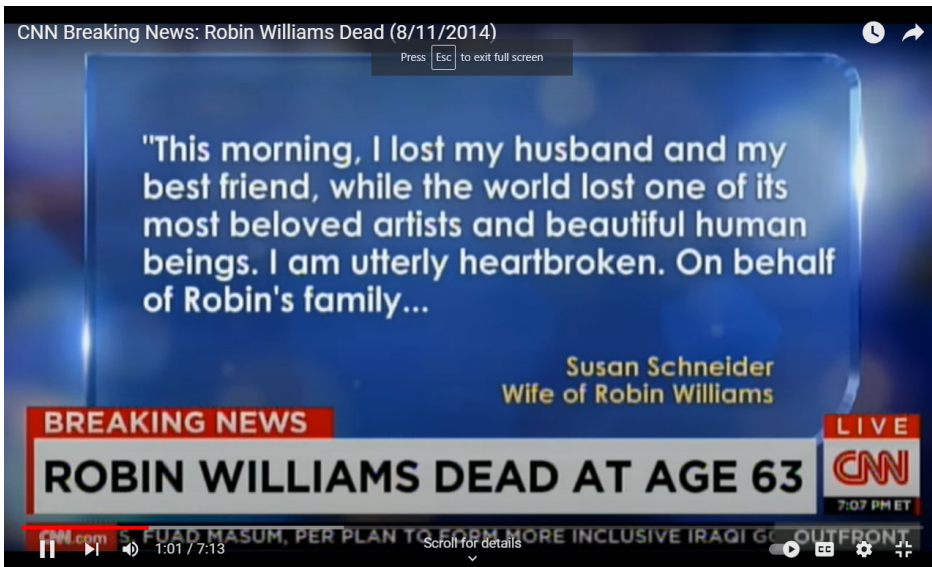 CNN Breaking News: Robin Williams Dead (8/11/2014)
Press Esc to exit full screen
"This morning, I lost my husband and my
best friend, while the world lost one of its
most beloved artists and beautiful human
beings. I am utterly heartbroken. On behalf
of Robin's family...
Susan Schneider
Wife of Robin Williams
BREAKING NEWS
ROBIN WILLIAMS DEAD AT AGE 63
LIVE
CNN
7:07 PM ET
CNN.com S, FUAD MASUM, PER PLAN TO FORM MORE INCLUSIVE IRAQI OUTFRONT
Scroll for details
1:01 / 7:13
CC